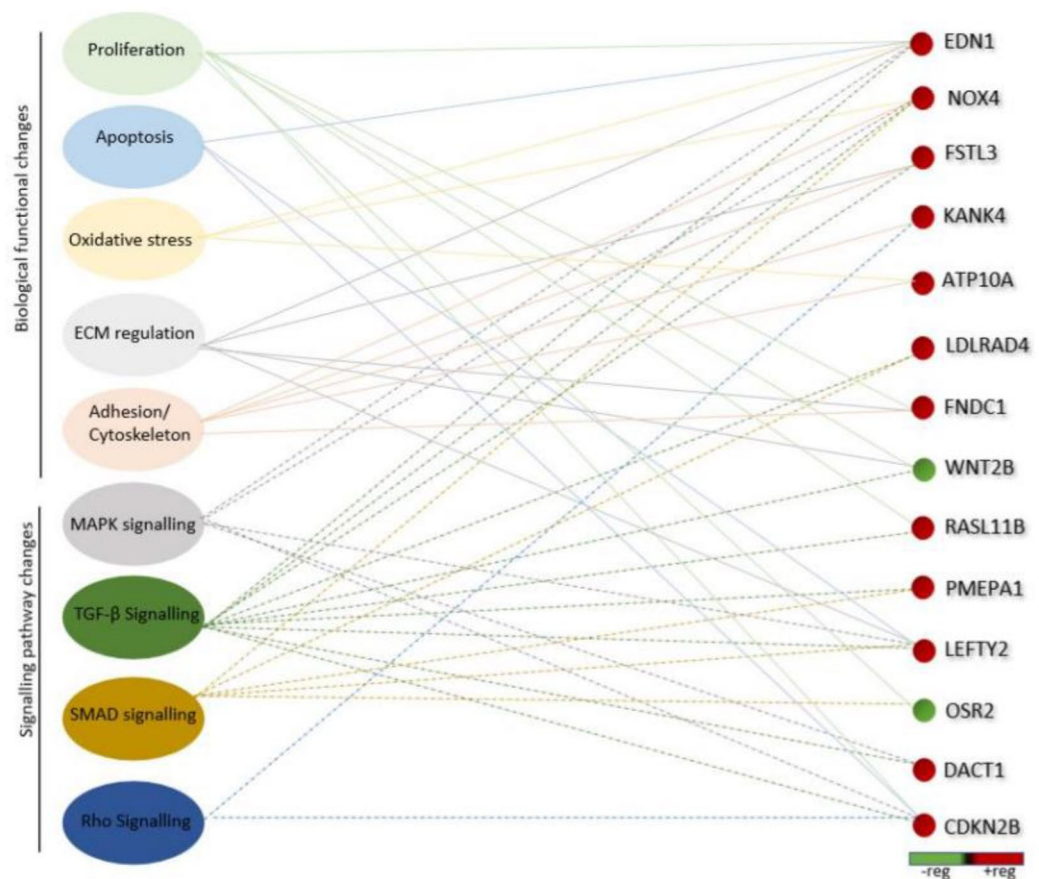 Biological functional changes
Proliferation
Apoptosis
Oxidative stress
ECM regulation
Adhesion/
Cytoskeleton
Signalling pathway changes
MAPK signalling
TGF-β Signalling
SMAD signalling
Rho Signalling
EDN1
NOX4
FSTL3
KANK4
ATP10A
LDLRAD4
FNDC1
WNT2B
RASL11B
PMEPA1
LEFTY2
OSR2
DACT1
CDKN2B
-reg +reg